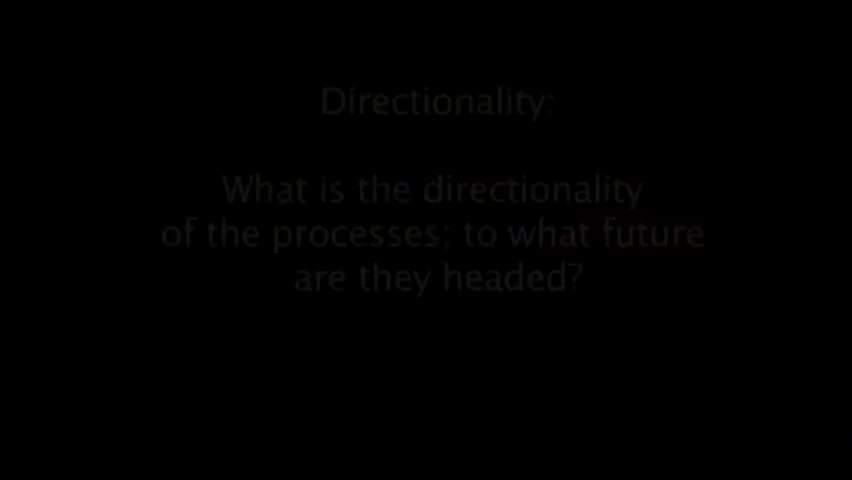 Directionality:
What is the directionality
of the processes; to what future
are they headed?